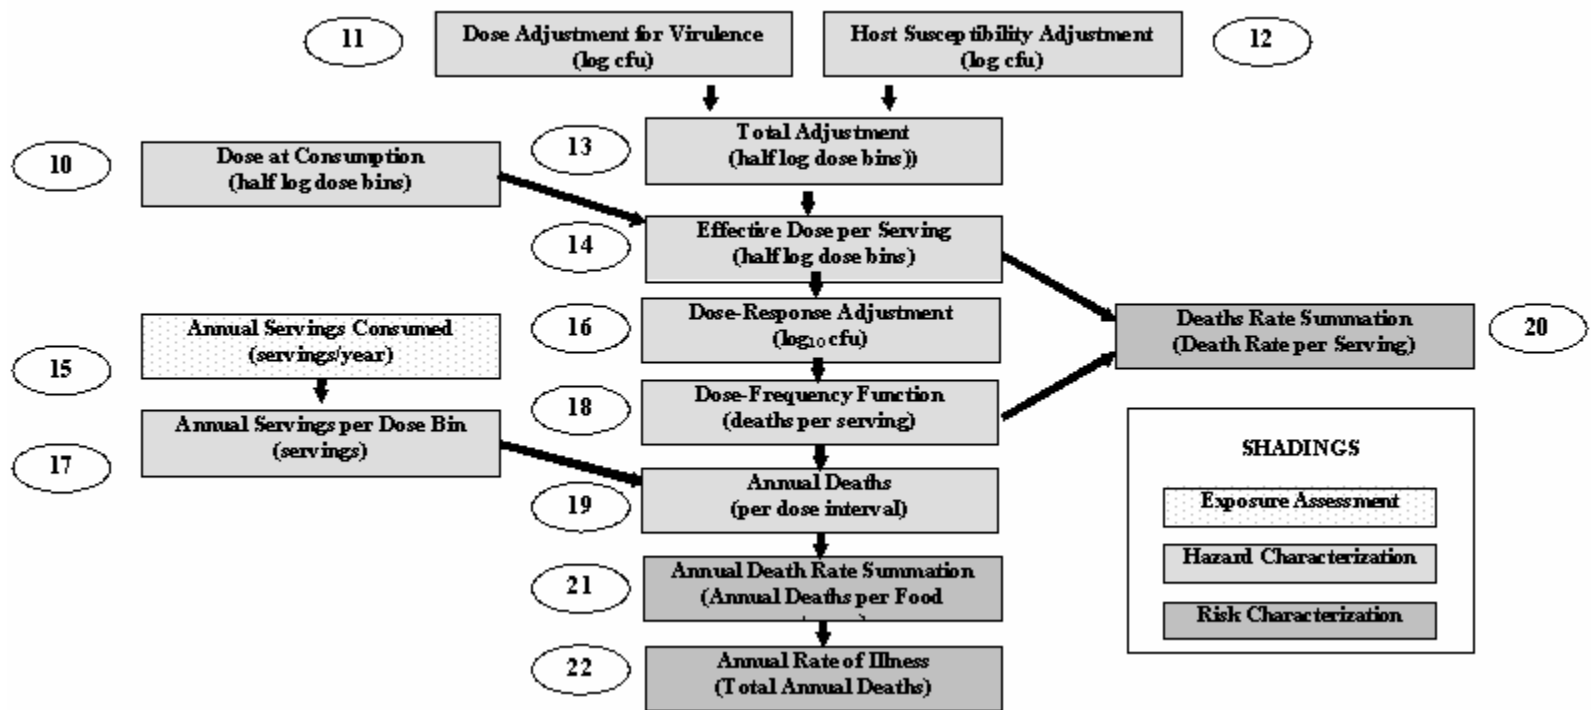 11
Dose Adjustment for Virulence
(log cfu)
Host Susceptibility Adjustment
(log cfu)
12
10
Dose at Consumption
(half log dose bins)
13
Total Adjustment
(half log dose bins))
14
Effective Dose per Serving
(half log dose bins)
15
Annual Servings Consumed
(servings/year)
16
Dose-Response Adjustment
(log₁₀ cfu)
Deaths Rate Summation
(Death Rate per Serving)
20
17
Annual Servings per Dose Bin
(servings)
18
Dose-Frequency Function
(deaths per serving)
19
Annual Deaths
(per dose interval)
21
Annual Death Rate Summation
(Annual Deaths per Food
22
Annual Rate of Illness
(Total Annual Deaths)
SHADINGS
Exposure Assessment
Hazard Characterization
Risk Characterization